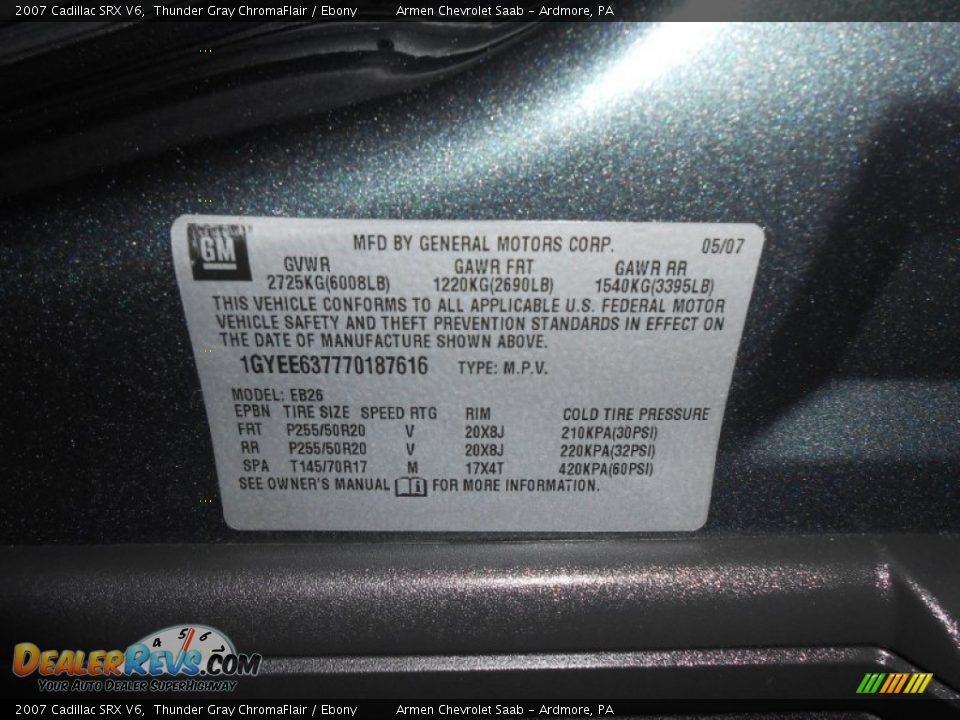 2007 Cadillac SRX V6, Thunder Gray ChromaFlair / Ebony Armen Chevrolet Saab - Ardmore, PA
GM MFD BY GENERAL MOTORS CORP. 05/07
GVWR GAWR FRT GAWR RR
2725KG(6008LB) 1220KG(2690LB) 1540KG(3395LB)
THIS VEHICLE CONFORMS TO ALL APPLICABLE U.S. FEDERAL MOTOR
VEHICLE SAFETY AND THEFT PREVENTION STANDARDS IN EFFECT ON
THE DATE OF MANUFACTURE SHOWN ABOVE.
1GYEE637770187616 TYPE: M.P.V.
MODEL: EB26
EPBN TIRE SIZE SPEED RTG RIM COLD TIRE PRESSURE
FRT P255/50R20 V 20X8J 210KPA(30PSI)
RR P255/50R20 V 20X8J 220KPA(32PSI)
SPA T145/70R17 M 17X4T 420KPA(60PSI)
SEE OWNER'S MANUAL FOR MORE INFORMATION.
4 5 6 7
DEALERREVS.COM
Your Auto Dealer SuperHighway
2007 Cadillac SRX V6, Thunder Gray ChromaFlair / Ebony Armen Chevrolet Saab - Ardmore, PA